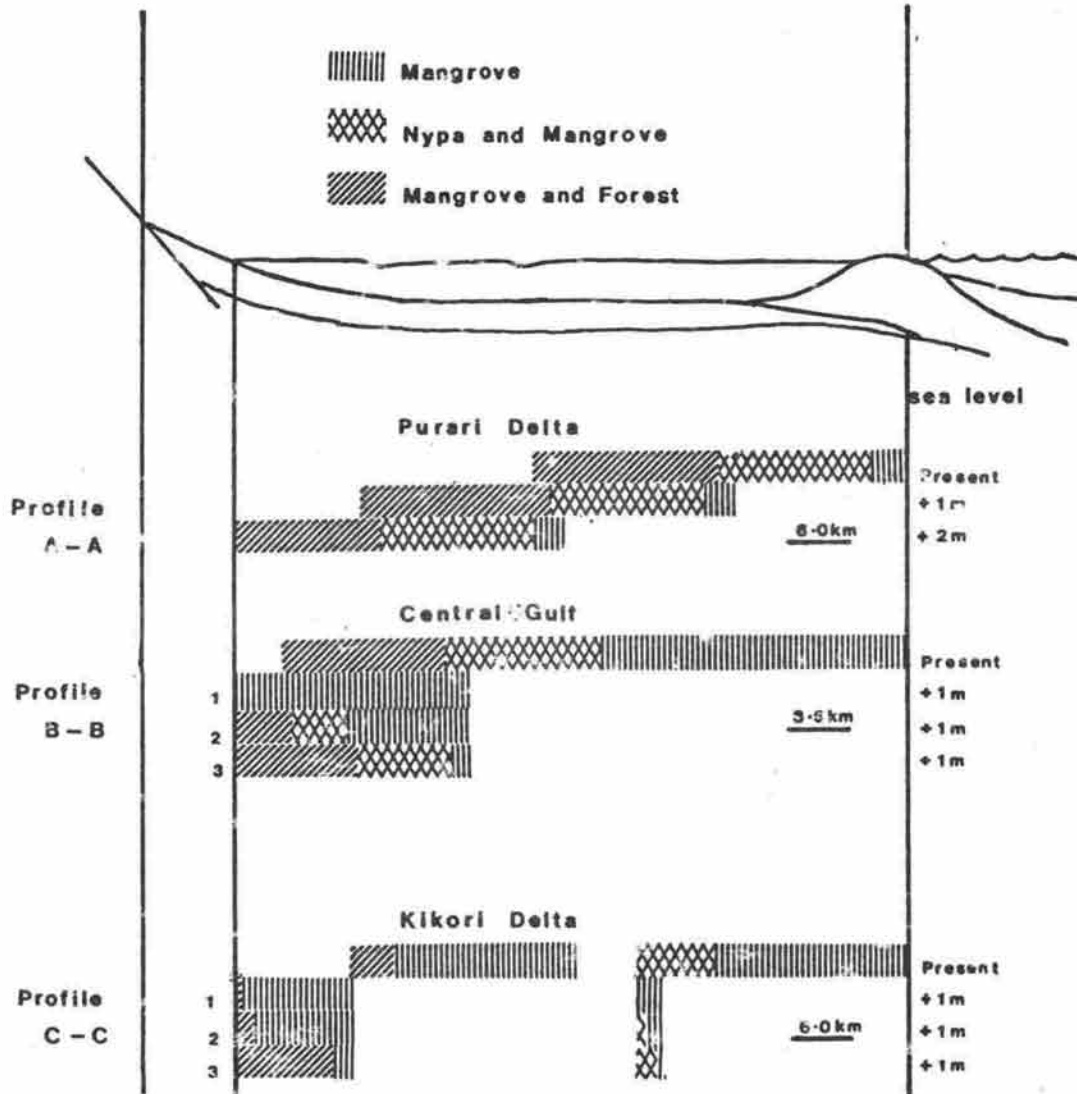 Mangrove
Nypa and Mangrove
Mangrove and Forest
sea level
Purari Delta
Present
Profile
A-A
+1m
6·0km
+2m
Central Gulf
Present
Profile
B-B
1
+1m
2
3·5km
+1m
3
+1m
Kikori Delta
Present
Profile
C-C
1
+1m
2
6·0km
+1m
3
+1m